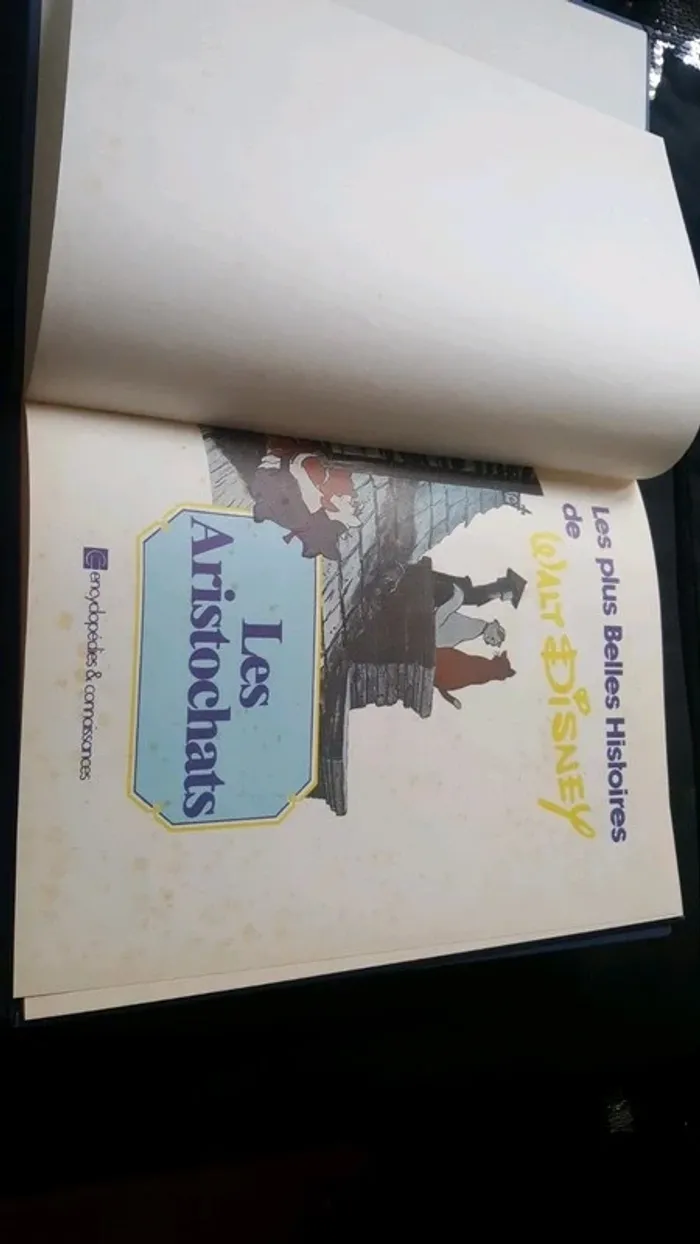 Les plus Belles Histoires
de WALT DISNEY
Les
Aristochats
encyclopédies & connaissances